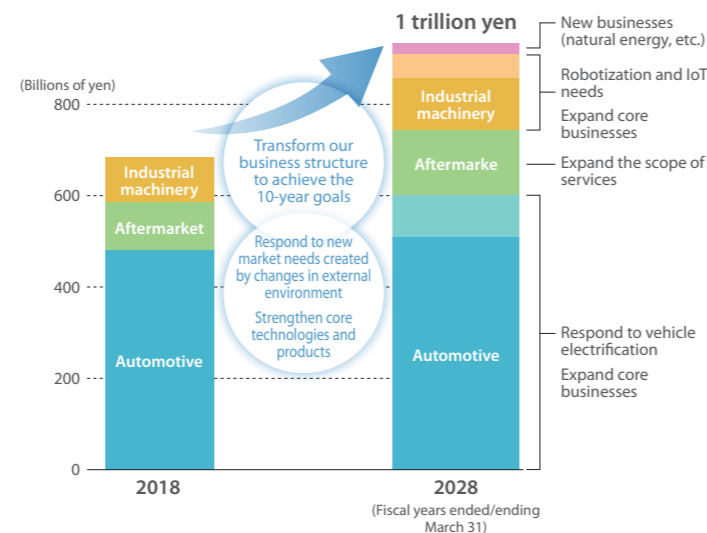 1 trillion yen
New businesses
(natural energy, etc.)
(Billions of yen)
Robotization and IoT
needs
Expand core
businesses
Expand the scope of
services
Respond to vehicle
electrification
Expand core
businesses
800
600
400
200
0
Industrial
machinery
Aftermarket
Automotive
Transform our
business structure
to achieve the
10-year goals
Respond to new
market needs created
by changes in external
environment
Strengthen core
technologies and
products
Industrial
machinery
Aftermarke
Automotive
2018
2028
(Fiscal years ended/ending
March 31)